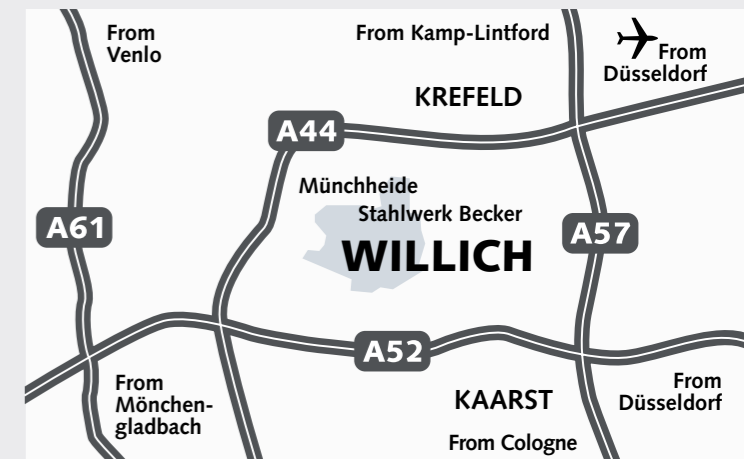 From
Venlo
From Kamp-Lintford
From
Düsseldorf
KREFELD
A44
Münchheide
Stahlwerk Becker
A61
A57
WILLICH
A52
From
Mönchen-
gladbach
KAARST
From
Düsseldorf
From Cologne